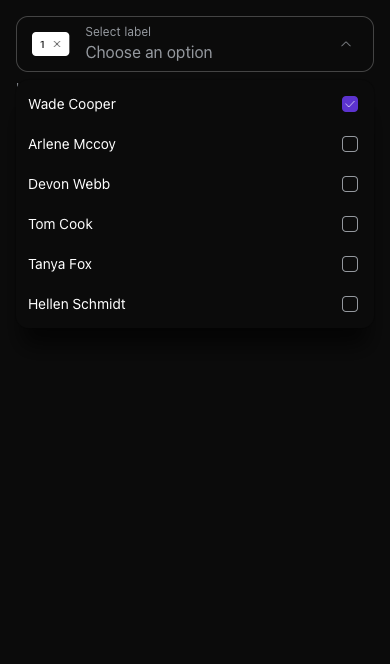 1
Select label
Choose an option
Wade Cooper
Arlene Mccoy
Devon Webb
Tom Cook
Tanya Fox
Hellen Schmidt